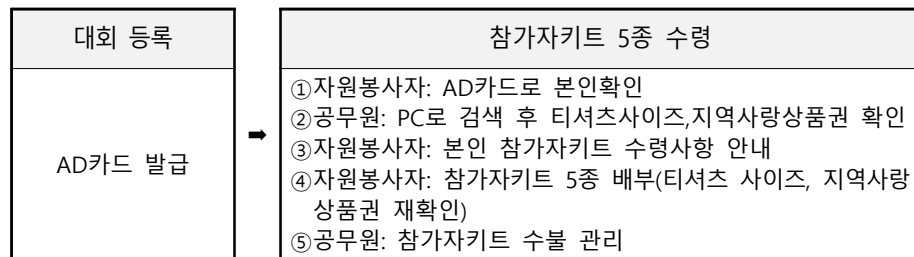 대회 등록
참가자키트 5종 수령
AD카드 발급
➡
①자원봉사자: AD카드로 본인확인
②공무원: PC로 검색 후 티셔츠사이즈,지역사랑상품권 확인
③자원봉사자: 본인 참가자키트 수령사항 안내
④자원봉사자: 참가자키트 5종 배부(티셔츠 사이즈, 지역사랑
상품권 재확인)
⑤공무원: 참가자키트 수불 관리